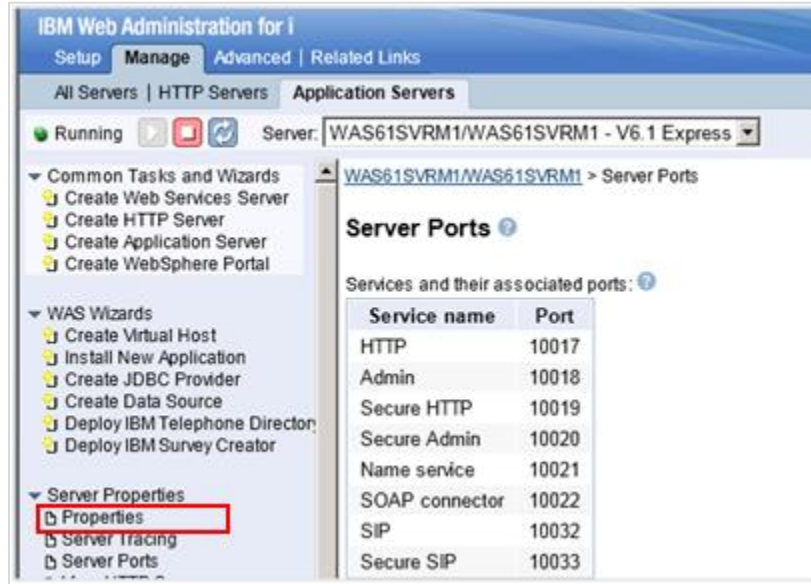 IBM Web Administration for i
Setup Manage Advanced | Related Links
All Servers | HTTP Servers Application Servers
Running Server: WAS61SVRM1/WAS61SVRM1 - V6.1 Express
Common Tasks and Wizards
Create Web Services Server
Create HTTP Server
Create Application Server
Create WebSphere Portal
WAS Wizards
Create Virtual Host
Install New Application
Create JDBC Provider
Create Data Source
Deploy IBM Telephone Directory
Deploy IBM Survey Creator
Server Properties
Properties
Server Tracing
Server Ports
WAS61SVRM1/WAS61SVRM1 > Server Ports
Server Ports
Services and their associated ports:
Service name Port
HTTP 10017
Admin 10018
Secure HTTP 10019
Secure Admin 10020
Name service 10021
SOAP connector 10022
SIP 10032
Secure SIP 10033